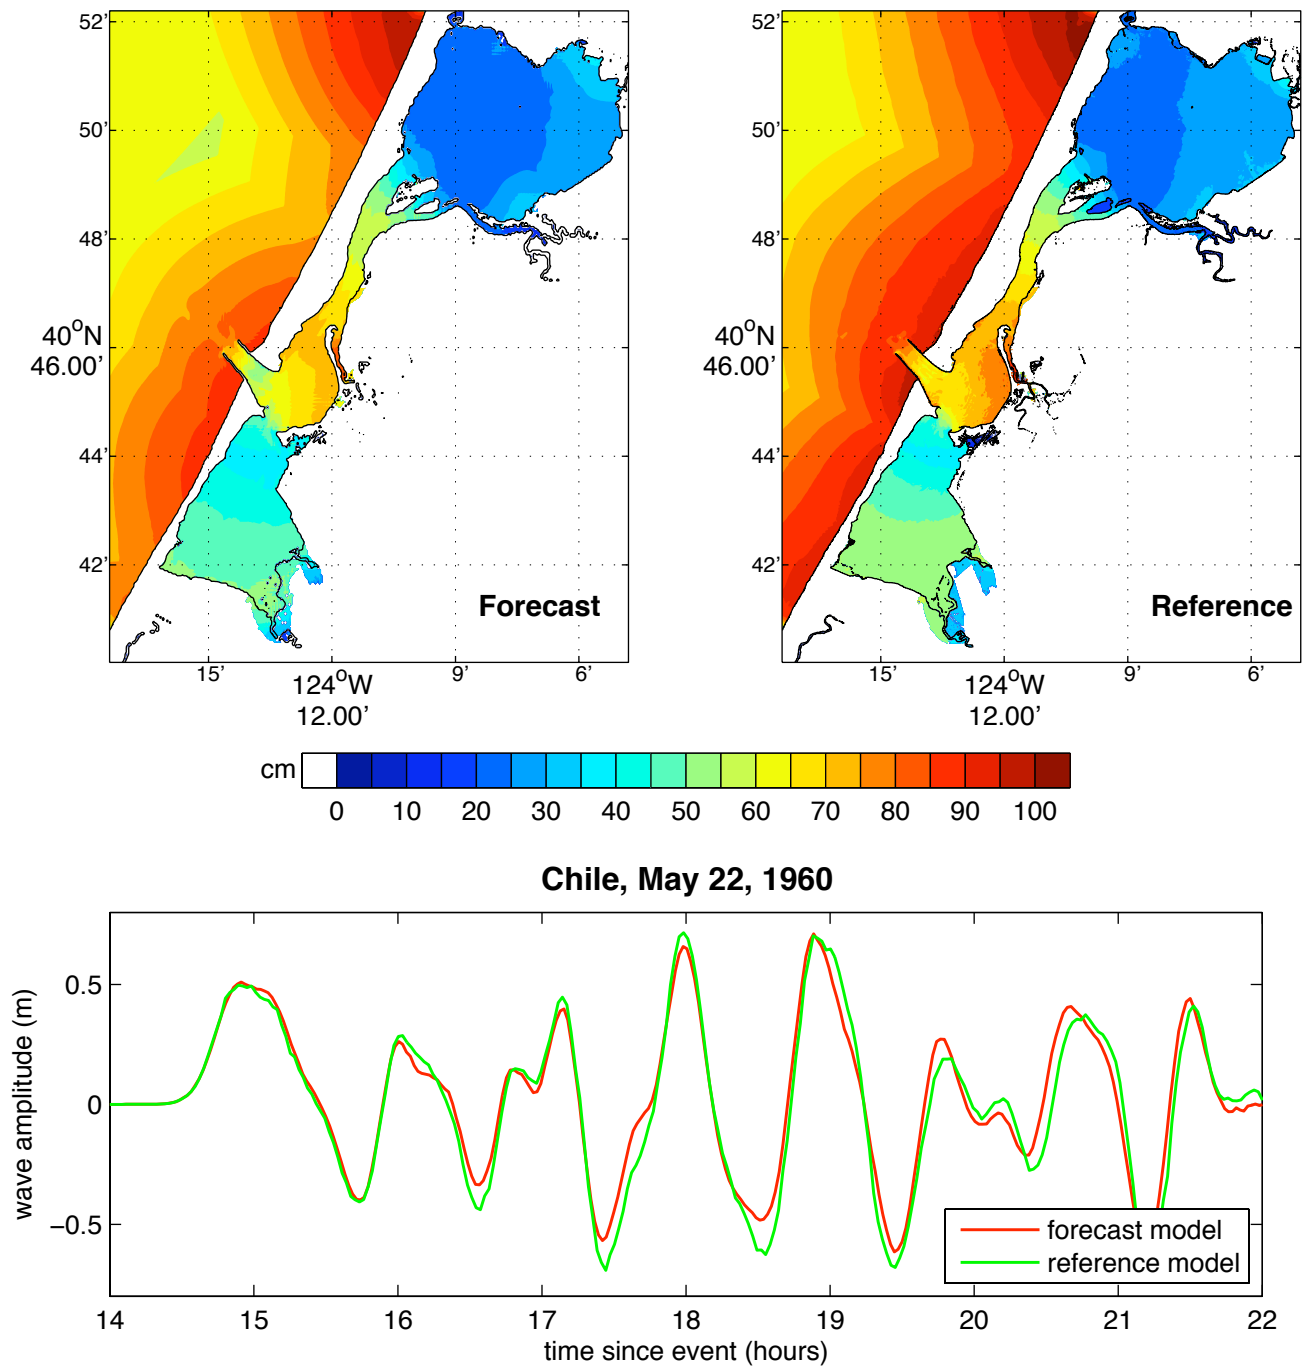 52'
50'
48'
40°N
46.00'
44'
42'
Forecast
15'
124°W
12.00'
9'
6'
52'
50'
48'
40°N
46.00'
44'
42'
Reference
15'
124°W
12.00'
9'
6'
cm
0 10 20 30 40 50 60 70 80 90 100
Chile, May 22, 1960
wave amplitude (m)
0.5
0
−0.5
forecast model
reference model
14 15 16 17 18 19 20 21 22
time since event (hours)